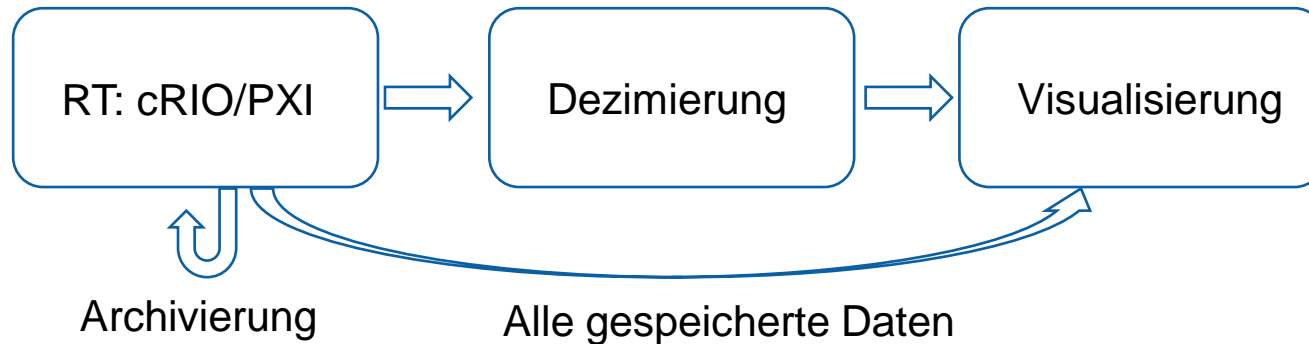 RT: cRIO/PXI
Dezimierung
Visualisierung
Archivierung
Alle gespeicherte Daten